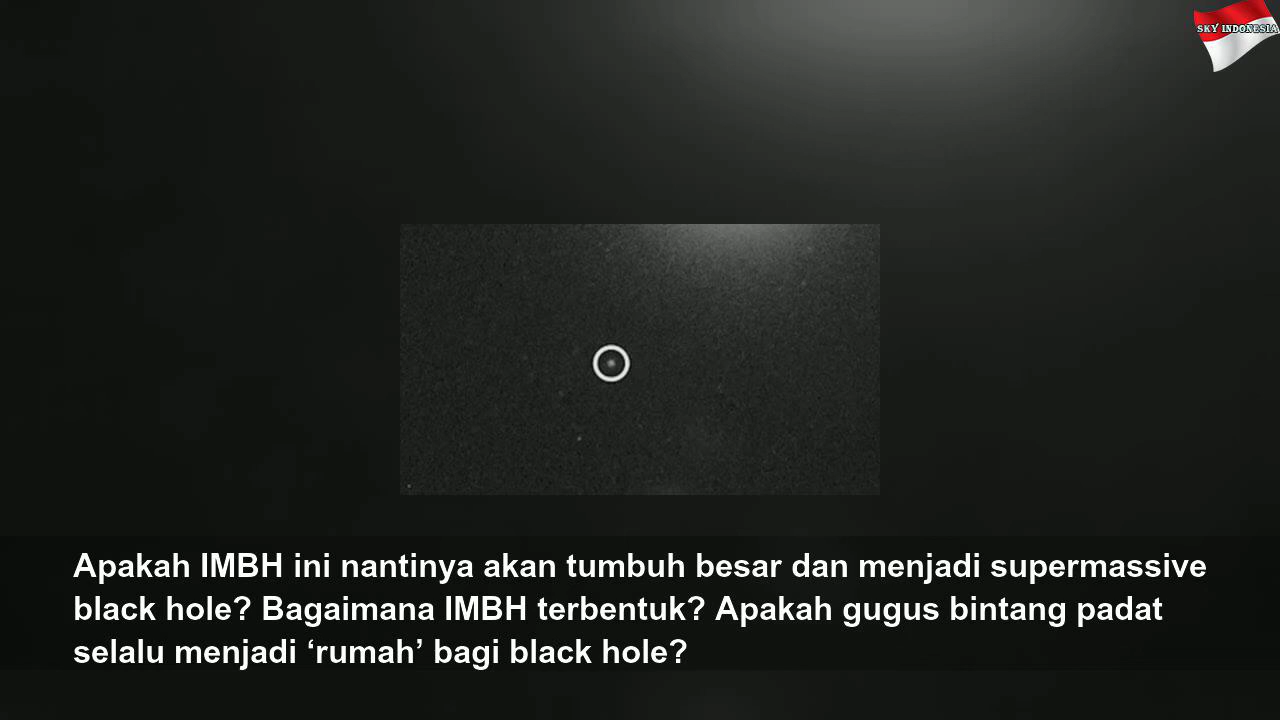 SKY INDONESIA
Apakah IMBH ini nantinya akan tumbuh besar dan menjadi supermassive
black hole? Bagaimana IMBH terbentuk? Apakah gugus bintang padat
selalu menjadi ‘rumah’ bagi black hole?